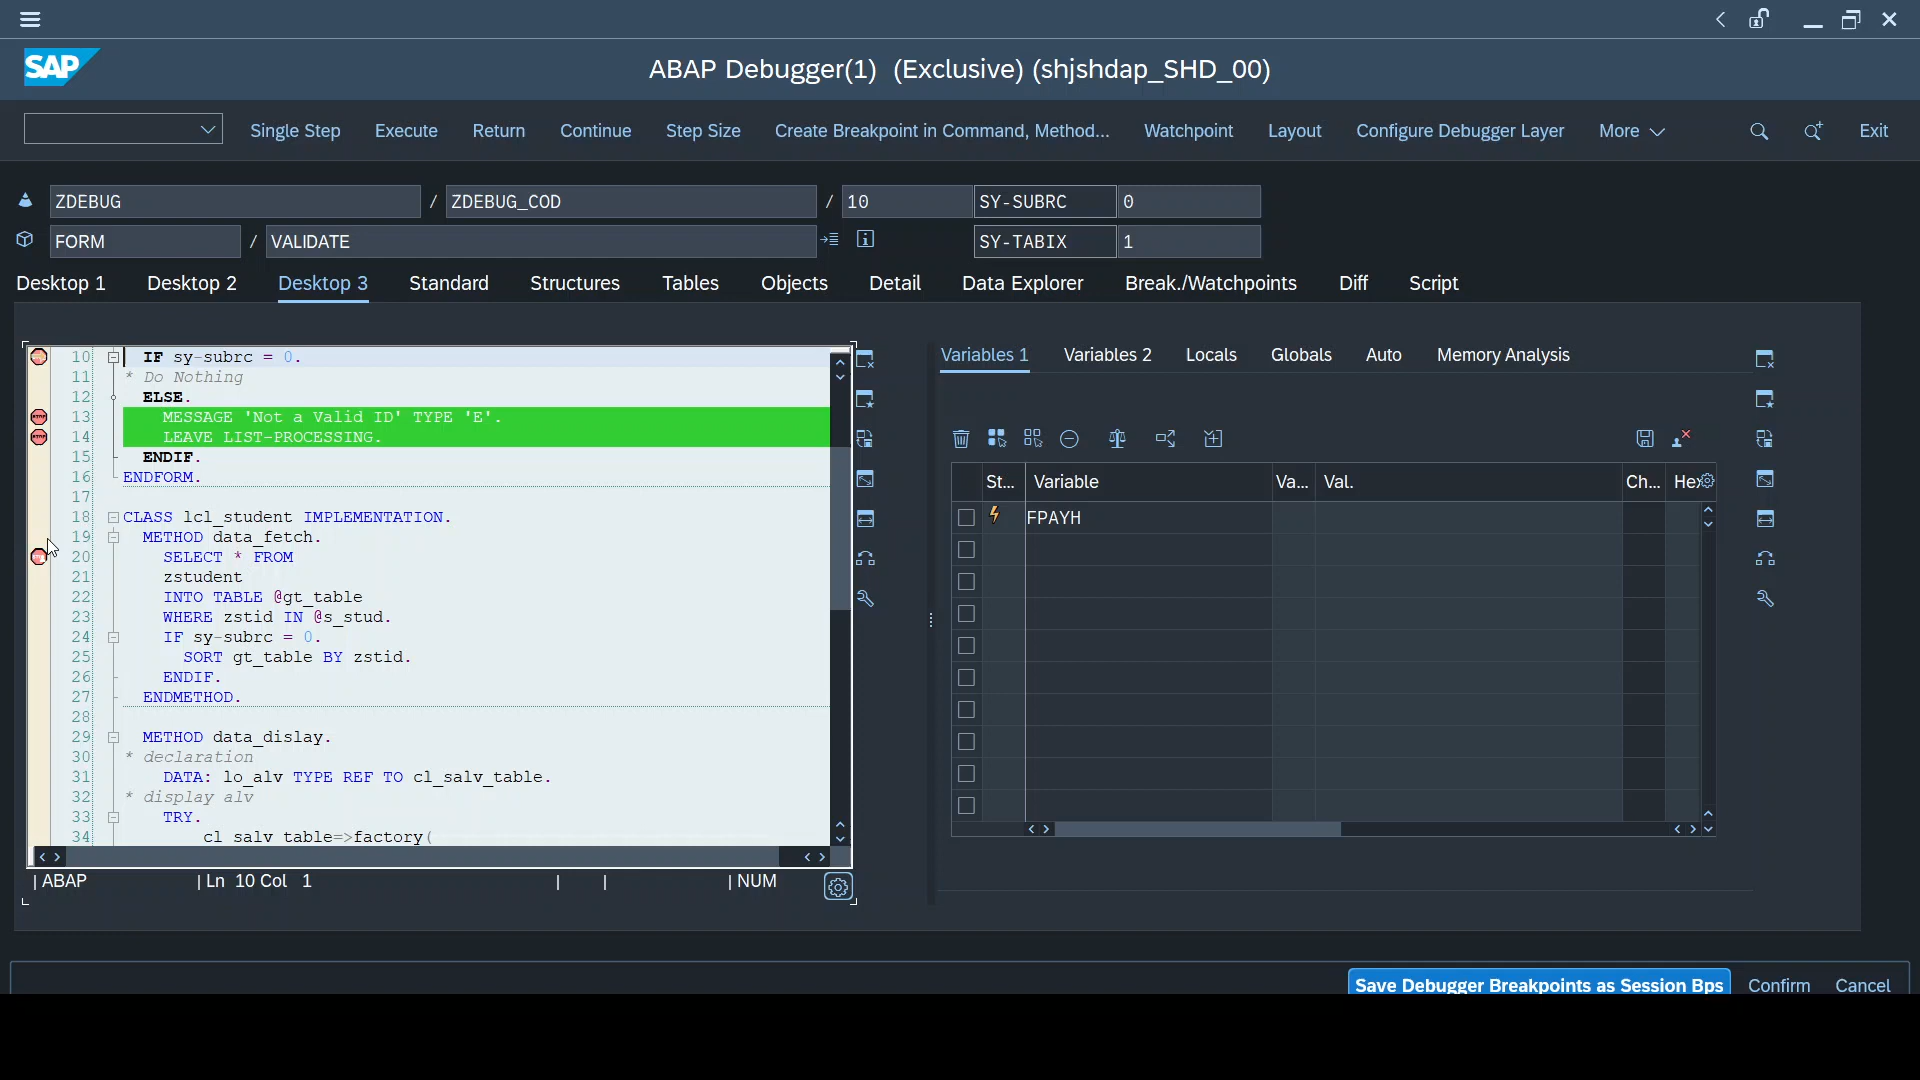 SAP
ABAP Debugger(1) (Exclusive) (shjshdap_SHD_00)
Single Step Execute Return Continue Step Size Create Breakpoint in Command, Method... Watchpoint Layout Configure Debugger Layer More Exit
ZDEBUG / ZDEBUG_COD / 10 SY-SUBRC 0
FORM / VALIDATE SY-TABIX 1
Desktop 1 Desktop 2 Desktop 3 Standard Structures Tables Objects Detail Data Explorer Break./Watchpoints Diff Script
10 IF sy-subrc = 0.
11 * Do Nothing
12 ELSE.
13 MESSAGE 'Not a Valid ID' TYPE 'E'.
14 LEAVE LIST-PROCESSING.
15 ENDIF.
16 ENDFORM.
17
18 CLASS lcl_student IMPLEMENTATION.
19 METHOD data_fetch.
20 SELECT * FROM
21 zstudent
22 INTO TABLE @gt_table
23 WHERE zstid IN @s_stud.
24 IF sy-subrc = 0.
25 SORT gt_table BY zstid.
26 ENDIF.
27 ENDMETHOD.
28
29 METHOD data_dislay.
30 * declaration
31 DATA: lo_alv TYPE REF TO cl_salv_table.
32 * display alv
33 TRY.
34 cl_salv_table=>factory(
ABAP Ln 10 Col 1 NUM
Variables 1 Variables 2 Locals Globals Auto Memory Analysis
St... Variable Va... Val. Ch... Hex
FPAYH
Save Debugger Breakpoints as Session Bps Confirm Cancel